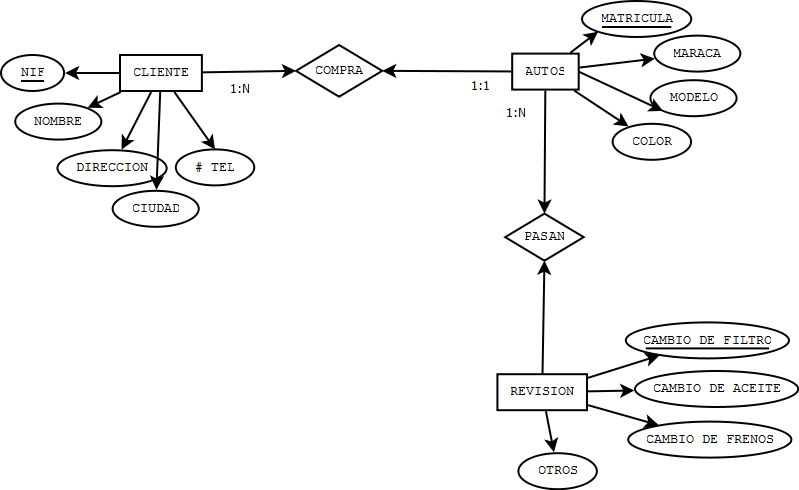 MATRICULA
NIF
CLIENTE
COMPRA
AUTOS
MARACA
1:N
1:1
MODELO
NOMBRE
1:N
COLOR
DIRECCION
# TEL
CIUDAD
PASAN
CAMBIO DE FILTRO
REVISION
CAMBIO DE ACEITE
CAMBIO DE FRENOS
OTROS